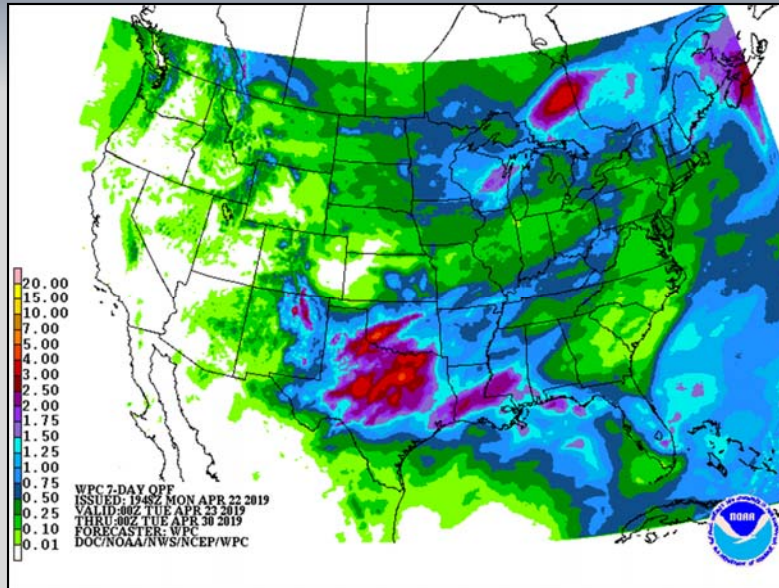 20.00
15.00
10.00
7.00
5.00
4.00
3.00
2.50
2.00
1.75
1.50
1.25
1.00
0.75
0.50
0.25
0.10
0.01
WPC 7-DAY QPF
ISSUED: 1948Z MON APR 22 2019
VALID:00Z TUE APR 23 2019
THRU:00Z TUE APR 30 2019
FORECASTER: WPC
DOC/NOAA/NWS/NCEP/WPC
NOAA